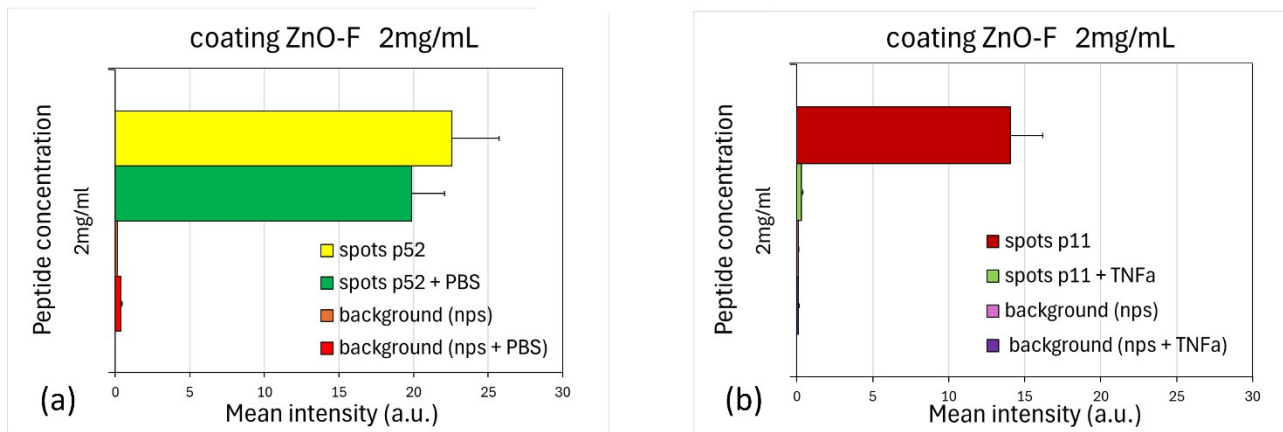 coating ZnO-F 2mg/mL
Peptide concentration
2mg/ml
spots p52
spots p52 + PBS
background (nps)
background (nps + PBS)
0 5 10 15 20 25 30
(a)
Mean intensity (a.u.)
coating ZnO-F 2mg/mL
Peptide concentration
2mg/ml
spots p11
spots p11 + TNFa
background (nps)
background (nps + TNFa)
0 5 10 15 20 25 30
(b)
Mean intensity (a.u.)